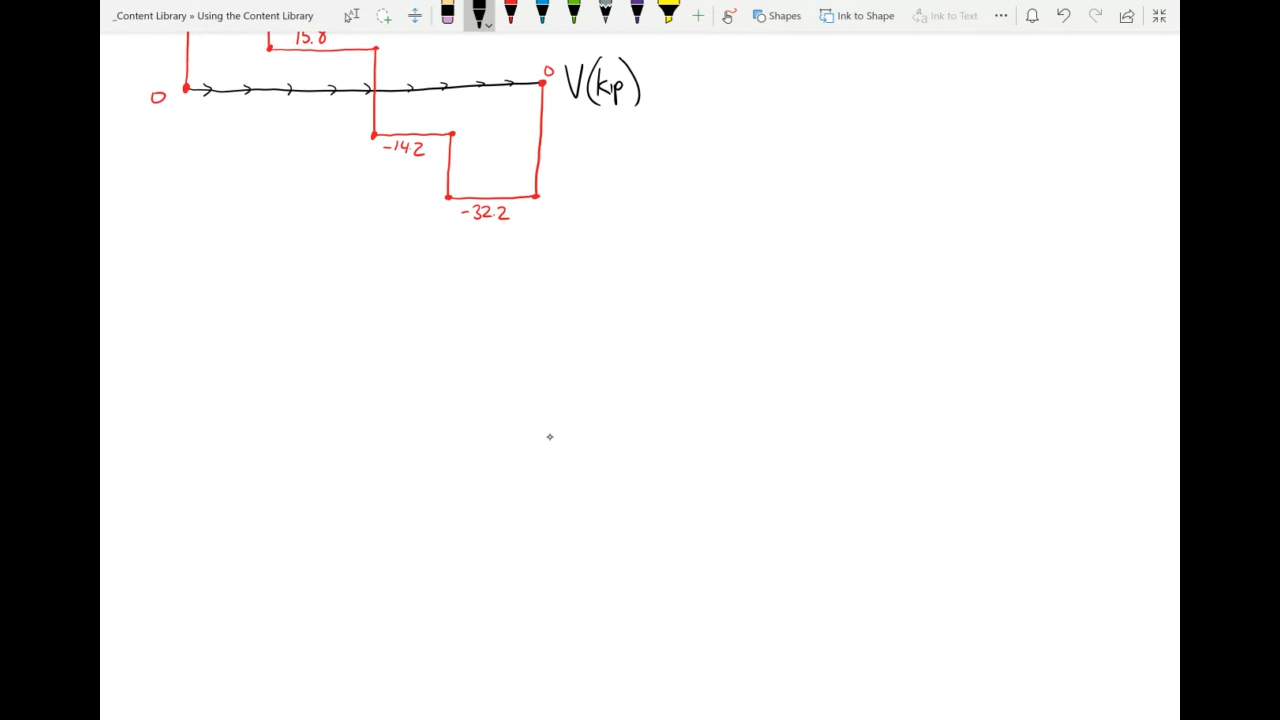 _Content Library » Using the Content Library
Shapes
Ink to Shape
Ink to Text
15.8
0
0
V(kip)
-14.2
-32.2